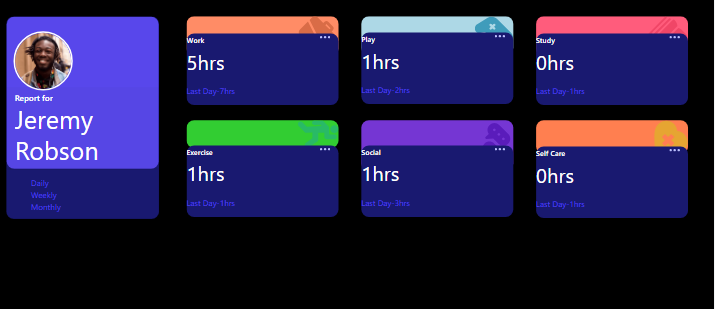 Report for
Jeremy
Robson
Daily
Weekly
Monthly
Work
5hrs
Last Day-7hrs
Play
1hrs
Last Day-2hrs
Study
0hrs
Last Day-1hrs
Exercise
1hrs
Last Day-1hrs
Social
1hrs
Last Day-3hrs
Self Care
0hrs
Last Day-1hrs